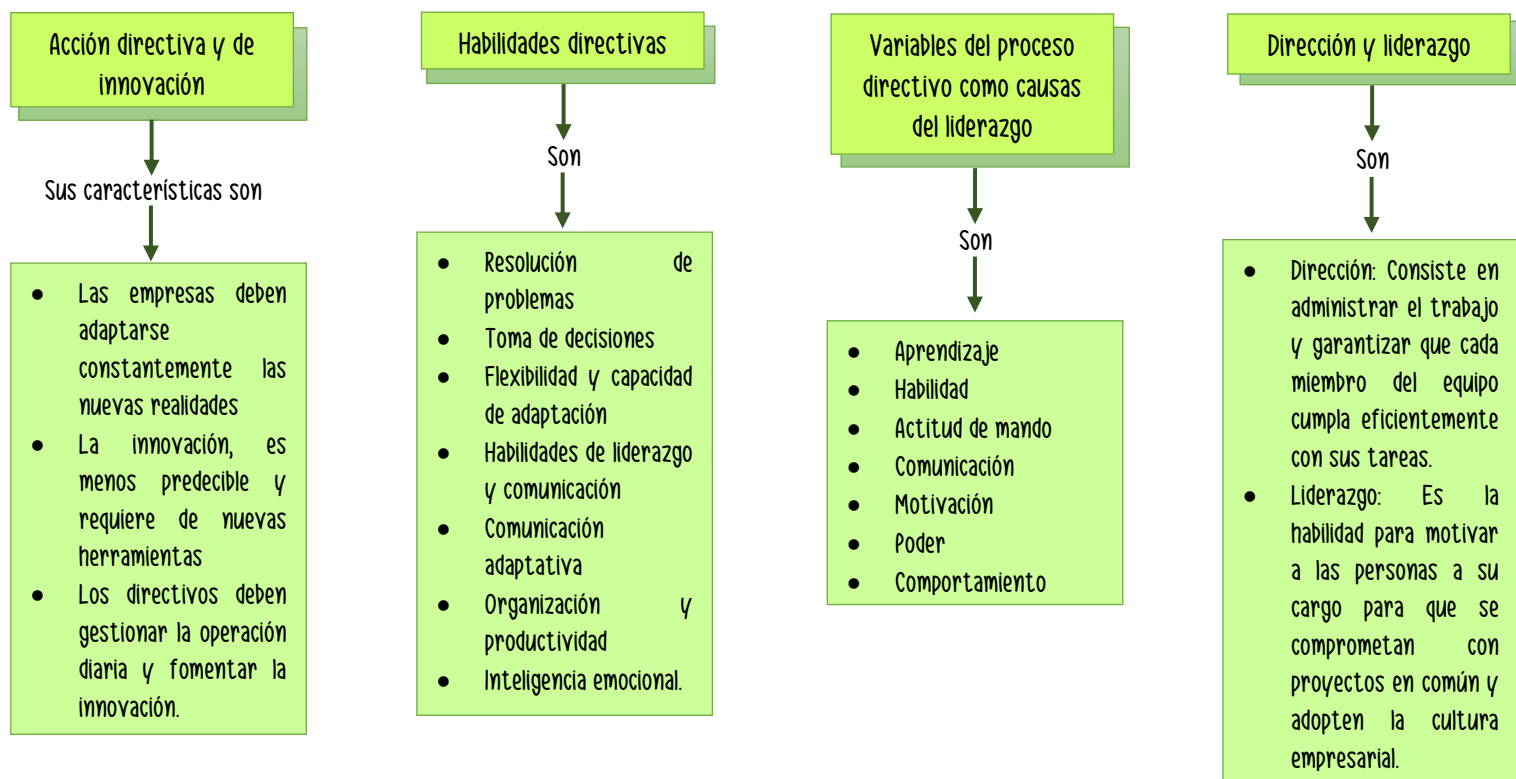 Acción directiva y de
innovación
Sus características son
● Las empresas deben
adaptarse
constantemente las
nuevas realidades
● La innovación, es
menos predecible y
requiere de nuevas
herramientas
● Los directivos deben
gestionar la operación
diaria y fomentar la
innovación.
Habilidades directivas
Son
● Resolución de
problemas
● Toma de decisiones
● Flexibilidad y capacidad
de adaptación
● Habilidades de liderazgo
y comunicación
● Comunicación
adaptativa
● Organización y
productividad
● Inteligencia emocional.
Variables del proceso
directivo como causas
del liderazgo
Son
● Aprendizaje
● Habilidad
● Actitud de mando
● Comunicación
● Motivación
● Poder
● Comportamiento
Dirección y liderazgo
Son
● Dirección: Consiste en
administrar el trabajo
y garantizar que cada
miembro del equipo
cumpla eficientemente
con sus tareas.
● Liderazgo: Es la
habilidad para motivar
a las personas a su
cargo para que se
comprometan con
proyectos en común y
adopten la cultura
empresarial.